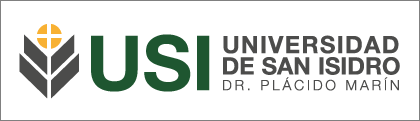 USI
UNIVERSIDAD
DE SAN ISIDRO
DR. PLÁCIDO MARÍN